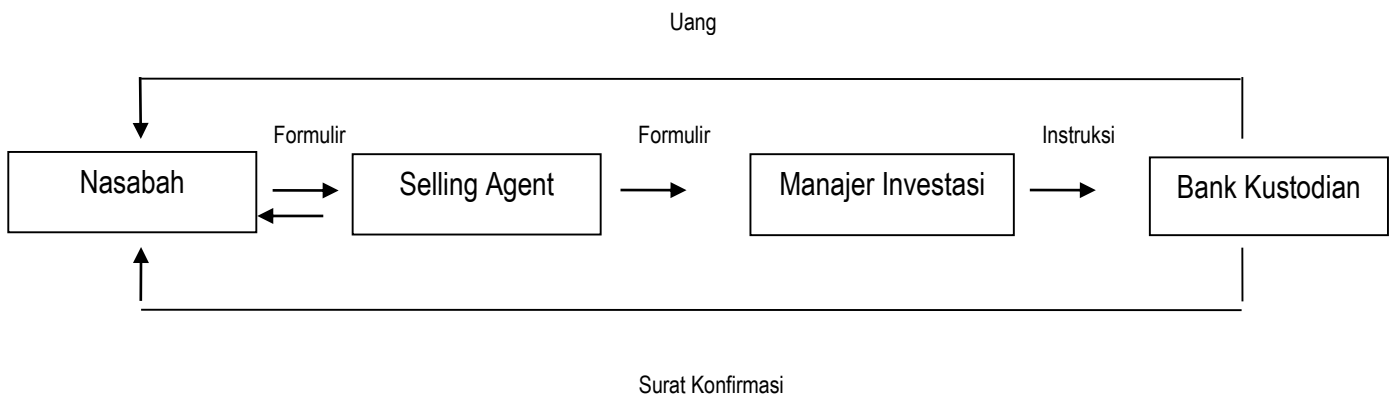 Uang
Formulir
Formulir
Instruksi
Nasabah
Selling Agent
Manajer Investasi
Bank Kustodian
Surat Konfirmasi